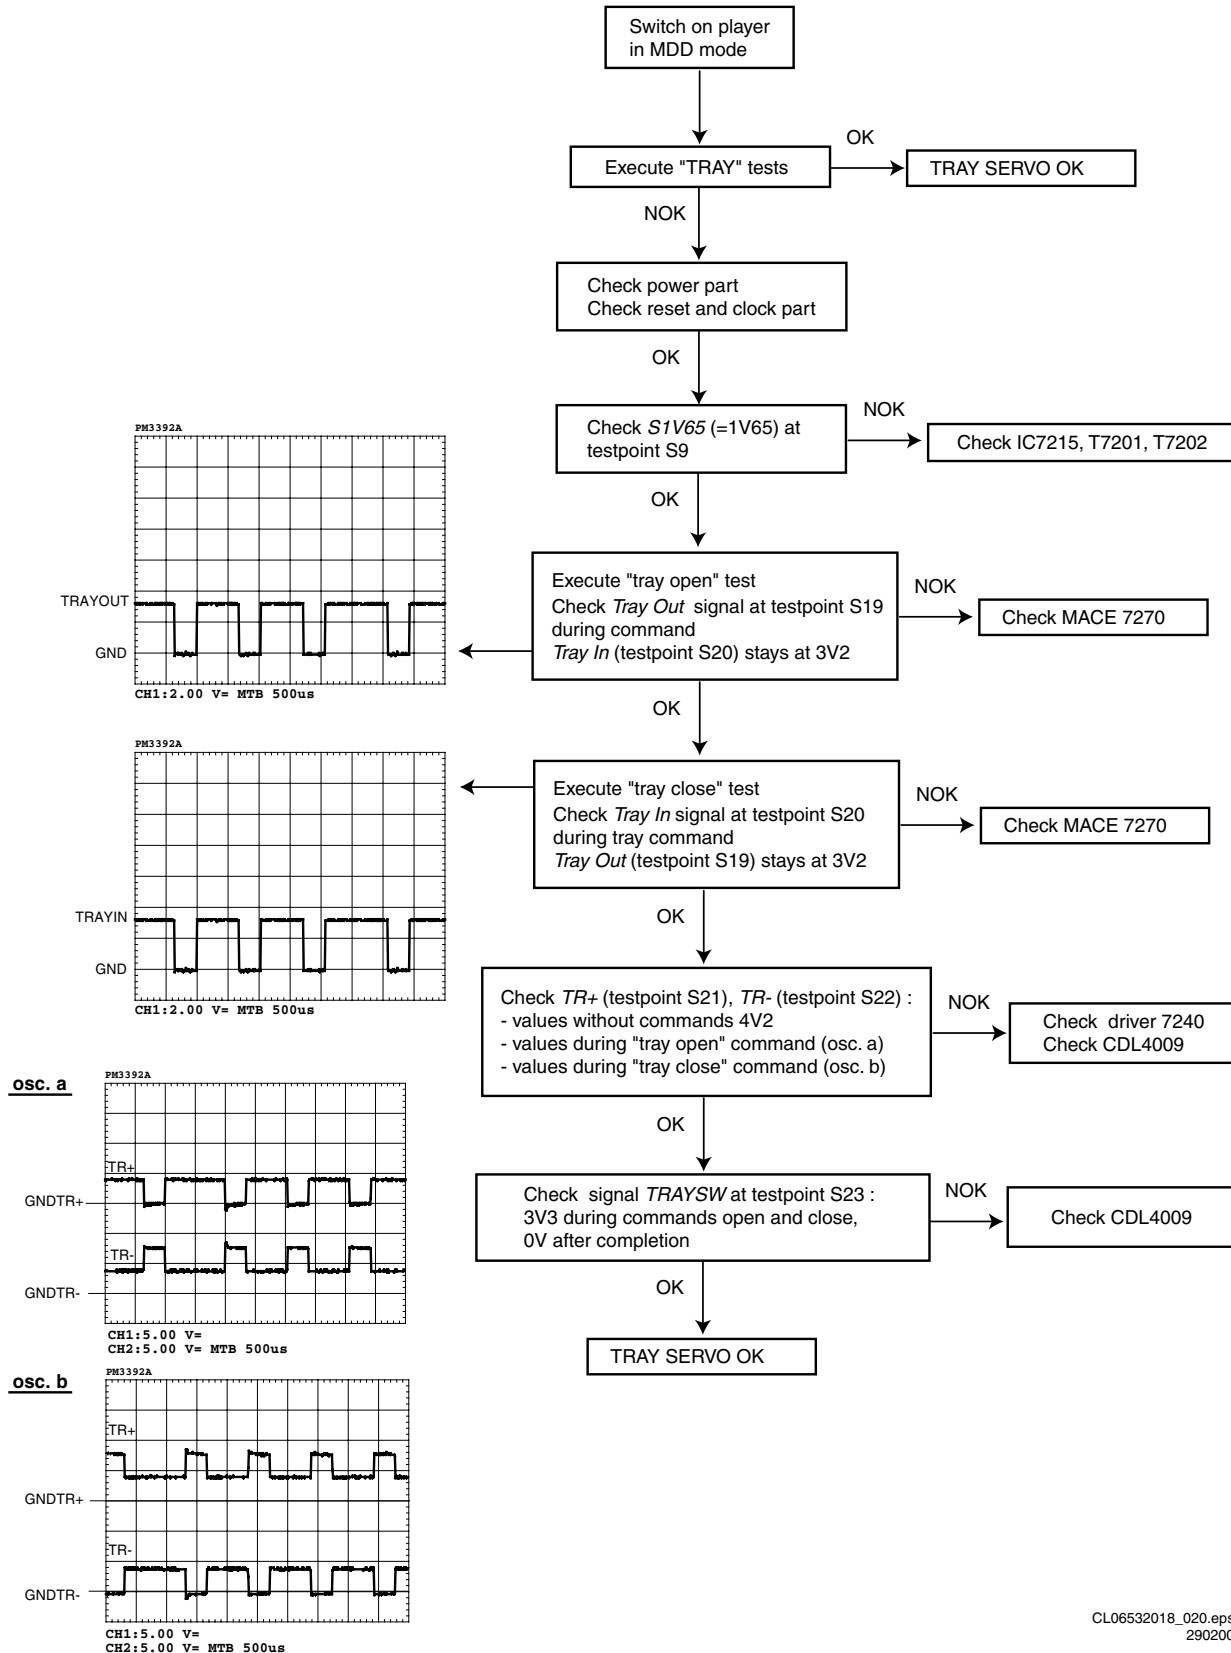 Switch on player
in MDD mode
OK
Execute "TRAY" tests
TRAY SERVO OK
NOK
Check power part
Check reset and clock part
OK
NOK
Check S1V65 (=1V65) at
testpoint S9
Check IC7215, T7201, T7202
OK
PM3392A
TRAYOUT
GND
CH1:2.00 V= MTB 500us
Execute "tray open" test
Check Tray Out signal at testpoint S19
during command
Tray In (testpoint S20) stays at 3V2
NOK
Check MACE 7270
OK
PM3392A
TRAYIN
GND
CH1:2.00 V= MTB 500us
Execute "tray close" test
Check Tray In signal at testpoint S20
during tray command
Tray Out (testpoint S19) stays at 3V2
NOK
Check MACE 7270
OK
Check TR+ (testpoint S21), TR- (testpoint S22) :
- values without commands 4V2
- values during "tray open" command (osc. a)
- values during "tray close" command (osc. b)
NOK
Check driver 7240
Check CDL4009
OK
osc. a
PM3392A
TR+
GNDTR+
TR-
GNDTR-
CH1:5.00 V=
CH2:5.00 V= MTB 500us
Check signal TRAYSW at testpoint S23 :
3V3 during commands open and close,
0V after completion
NOK
Check CDL4009
OK
TRAY SERVO OK
osc. b
PM3392A
TR+
GNDTR+
TR-
GNDTR-
CH1:5.00 V=
CH2:5.00 V= MTB 500us
CL06532018_020.eps
290200